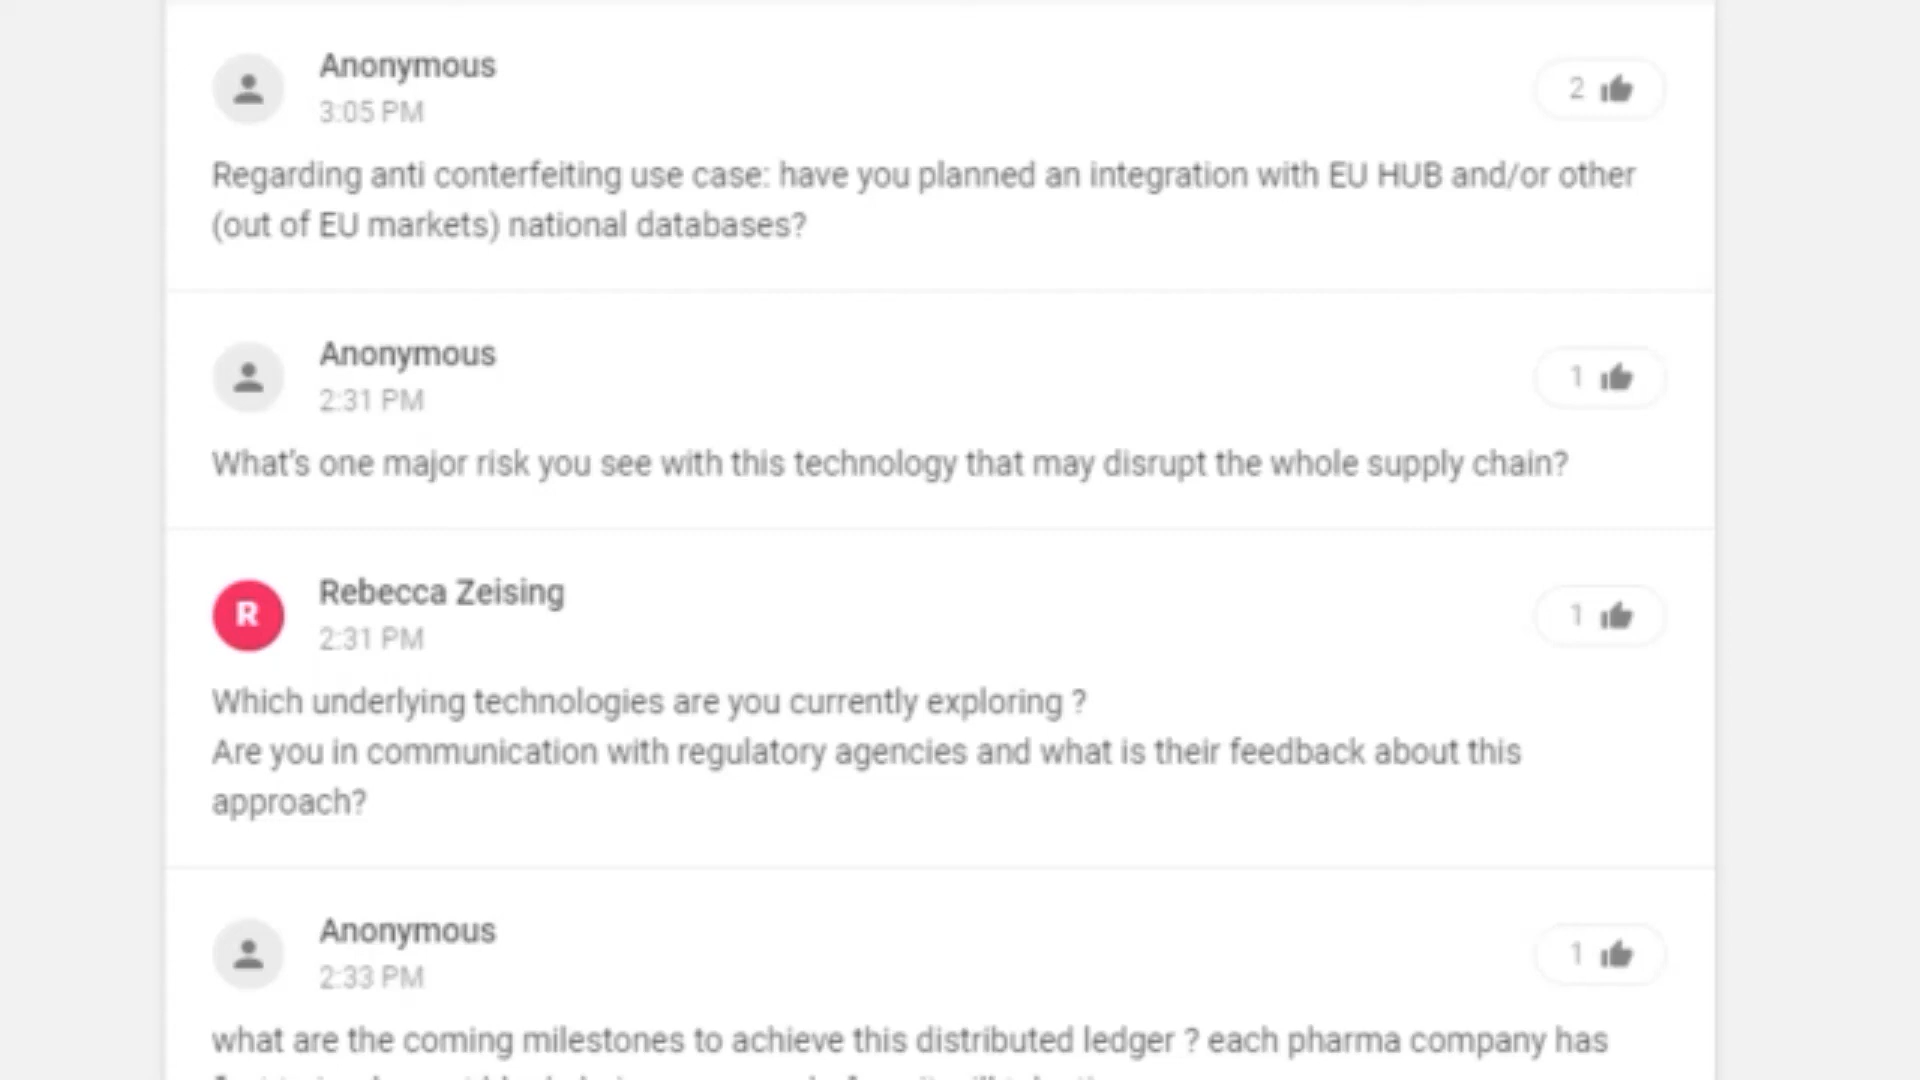 Anonymous
3:05 PM
2
Regarding anti conterfeiting use case: have you planned an integration with EU HUB and/or other
(out of EU markets) national databases?
Anonymous
2:31 PM
1
What's one major risk you see with this technology that may disrupt the whole supply chain?
R
Rebecca Zeising
2:31 PM
1
Which underlying technologies are you currently exploring ?
Are you in communication with regulatory agencies and what is their feedback about this
approach?
Anonymous
2:33 PM
1
what are the coming milestones to achieve this distributed ledger ? each pharma company has